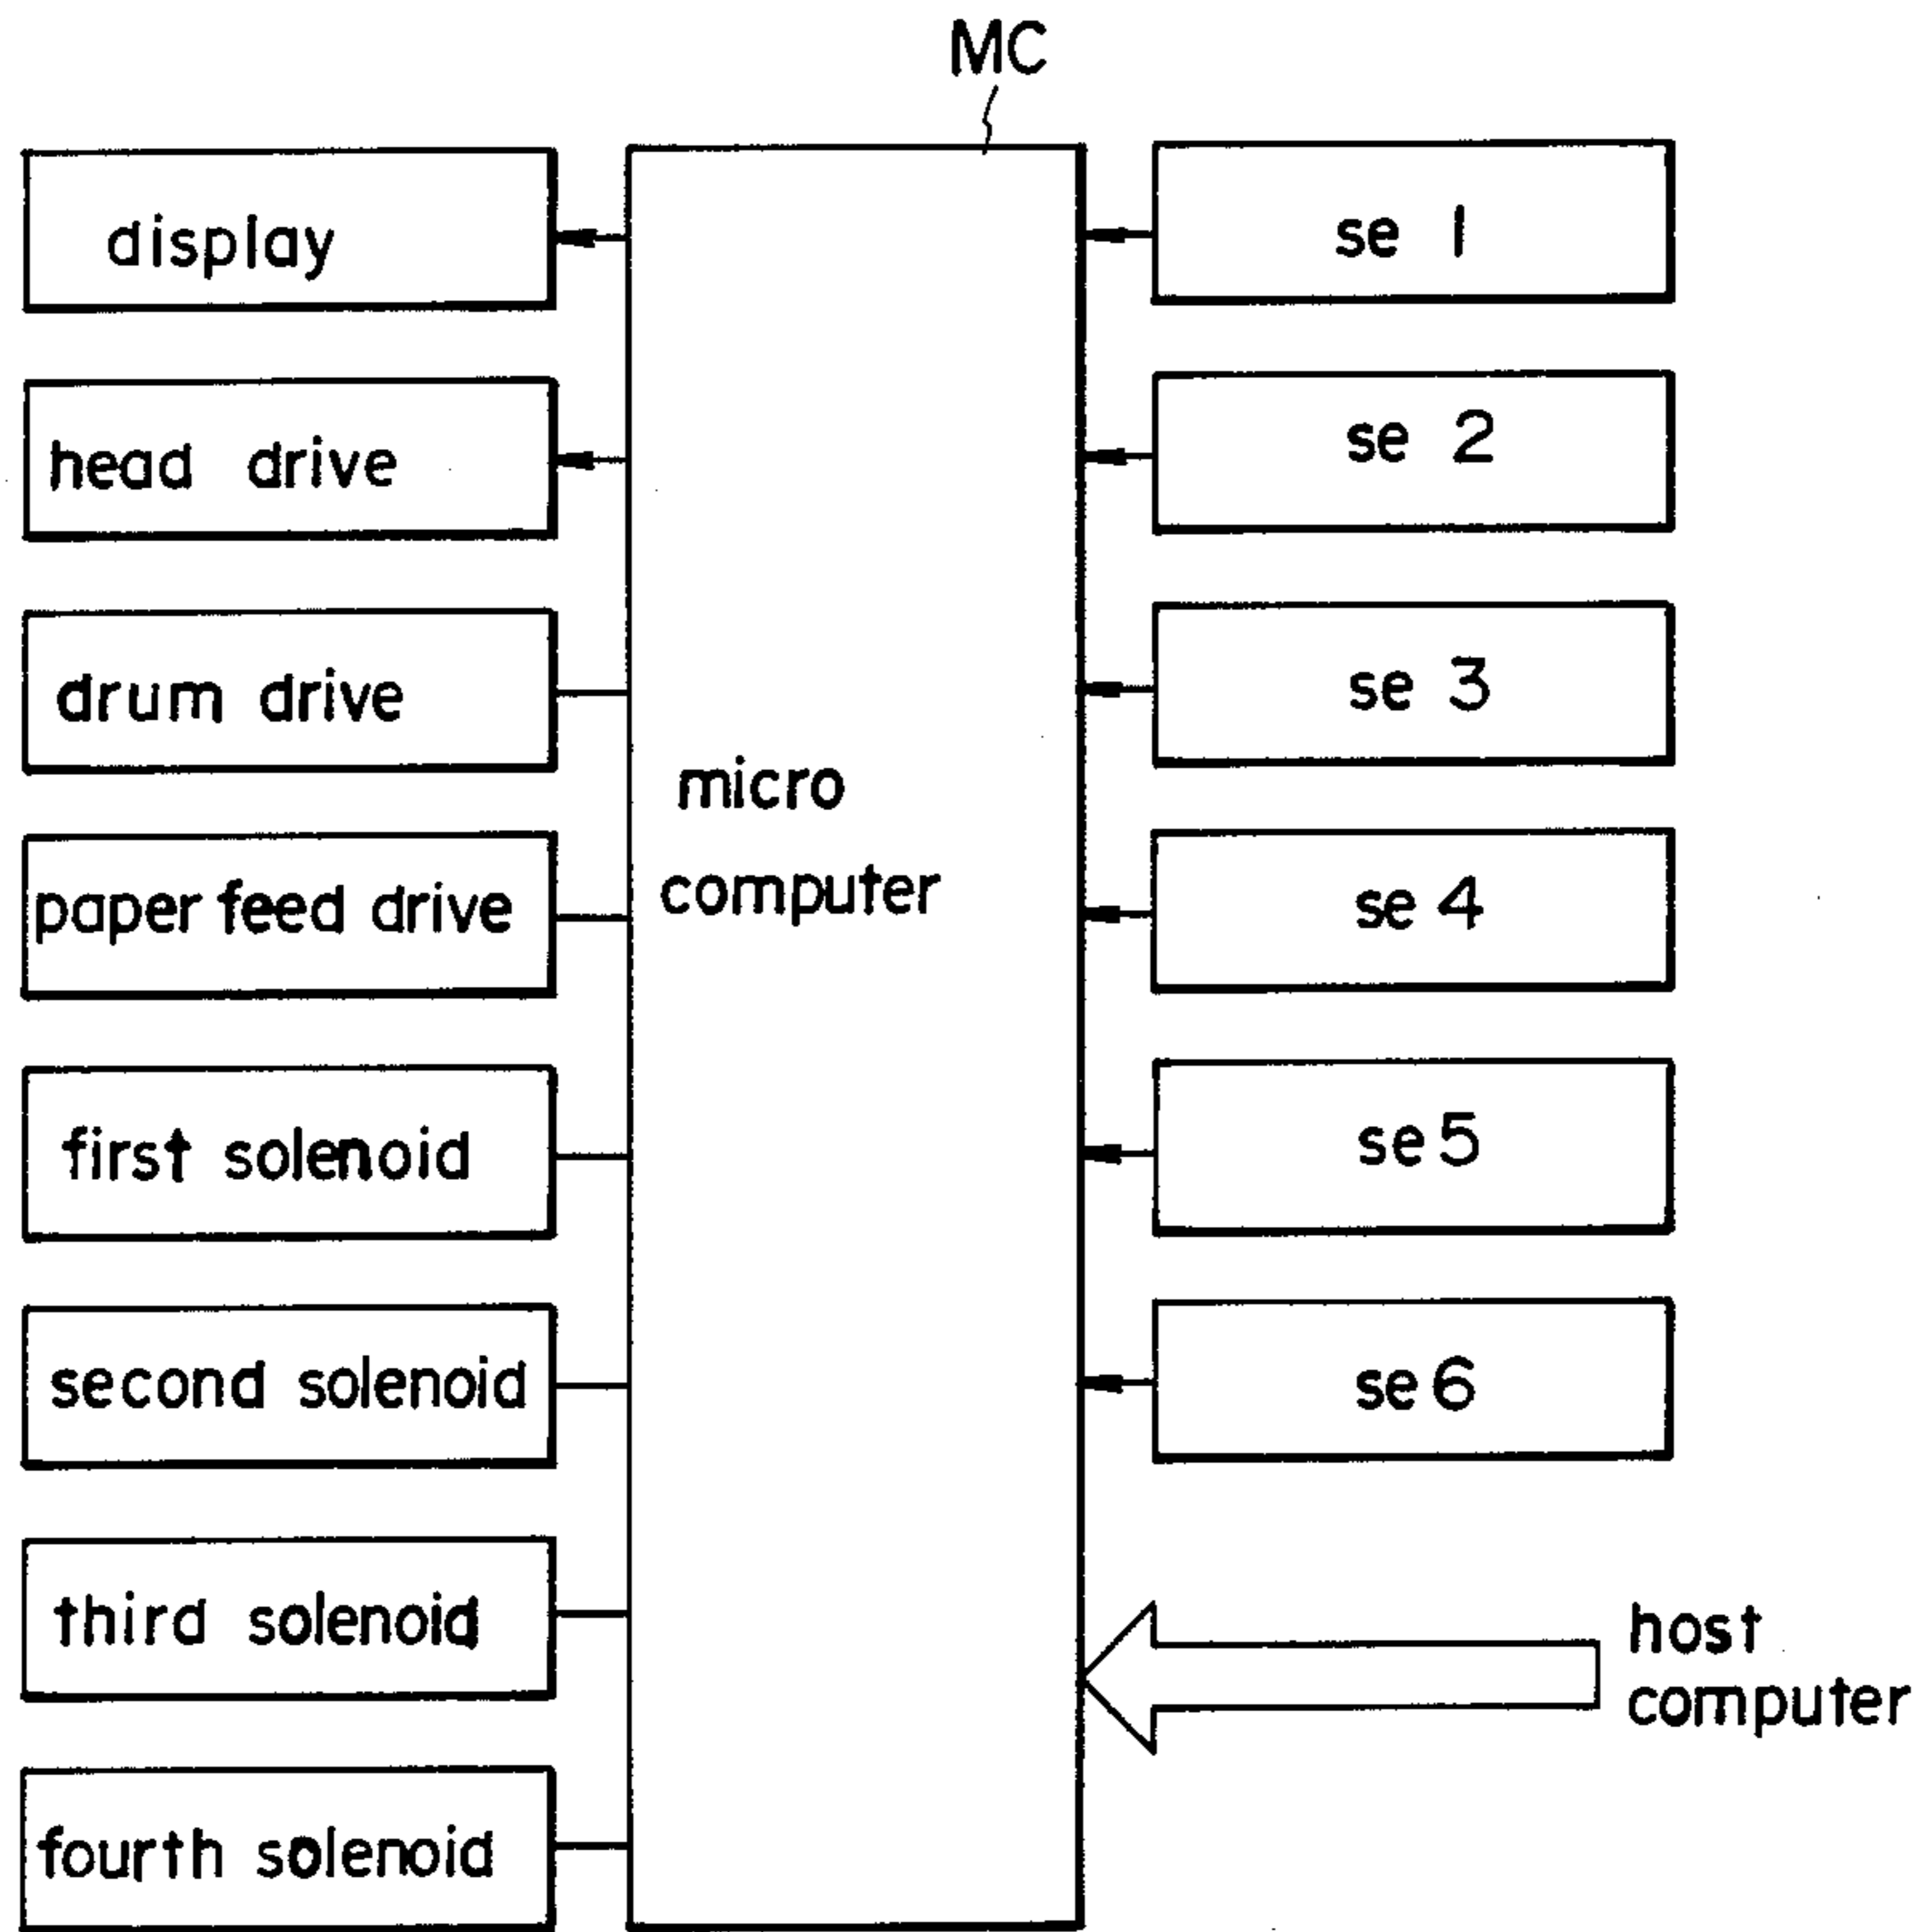 MC
display
head drive
drum drive
paper feed drive
first solenoid
second solenoid
third solenoid
fourth solenoid
micro
computer
se 1
se 2
se 3
se 4
se 5
se 6
host
computer